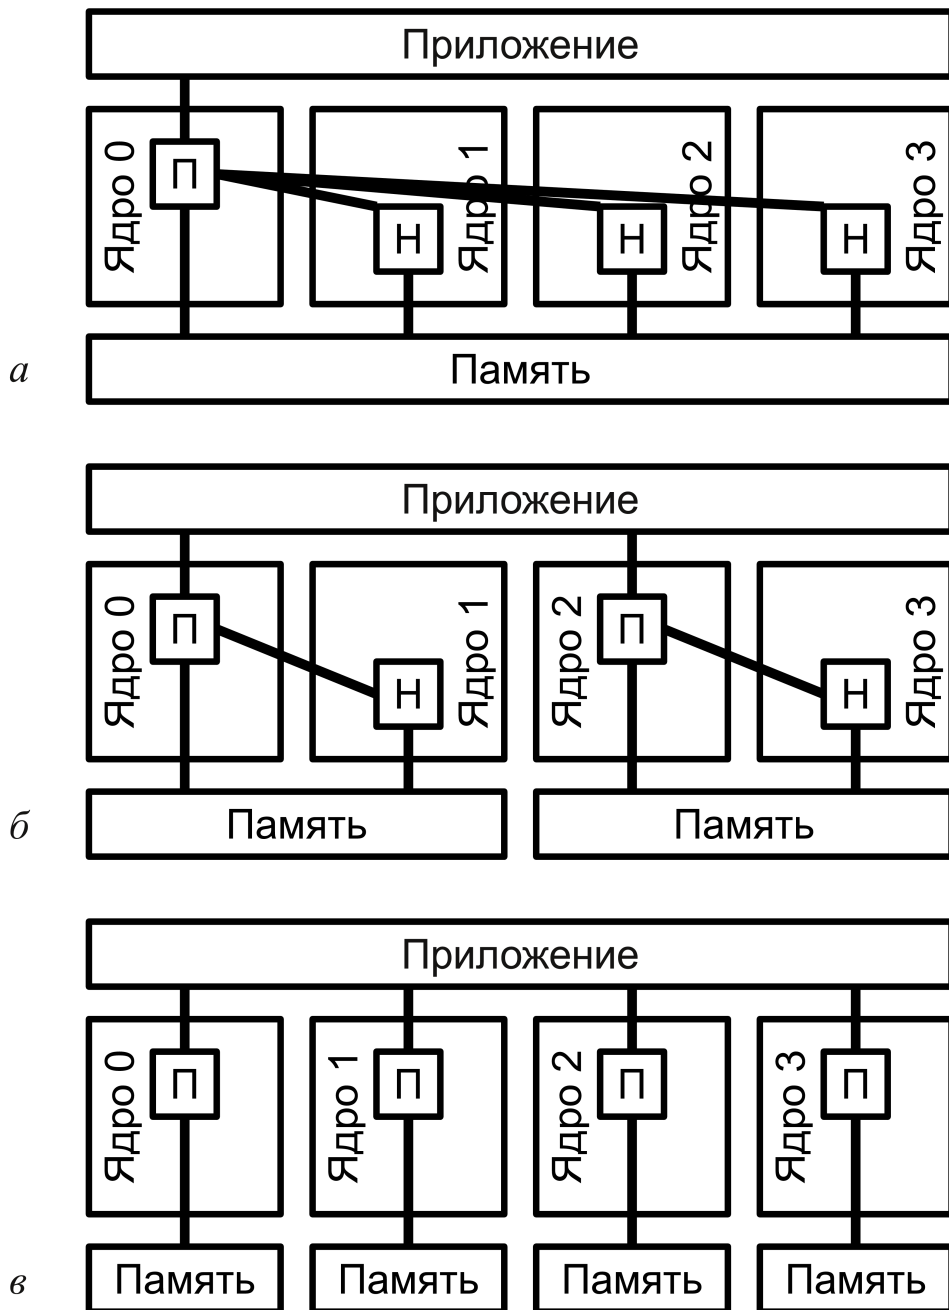 Приложение
Ядро 0
П
Ядро 1
Н
Ядро 2
Н
Ядро 3
Н
а
Память
Приложение
Ядро 0
П
Ядро 1
Н
Ядро 2
П
Ядро 3
Н
б
Память
Память
Приложение
Ядро 0
П
Ядро 1
П
Ядро 2
П
Ядро 3
П
в
Память
Память
Память
Память